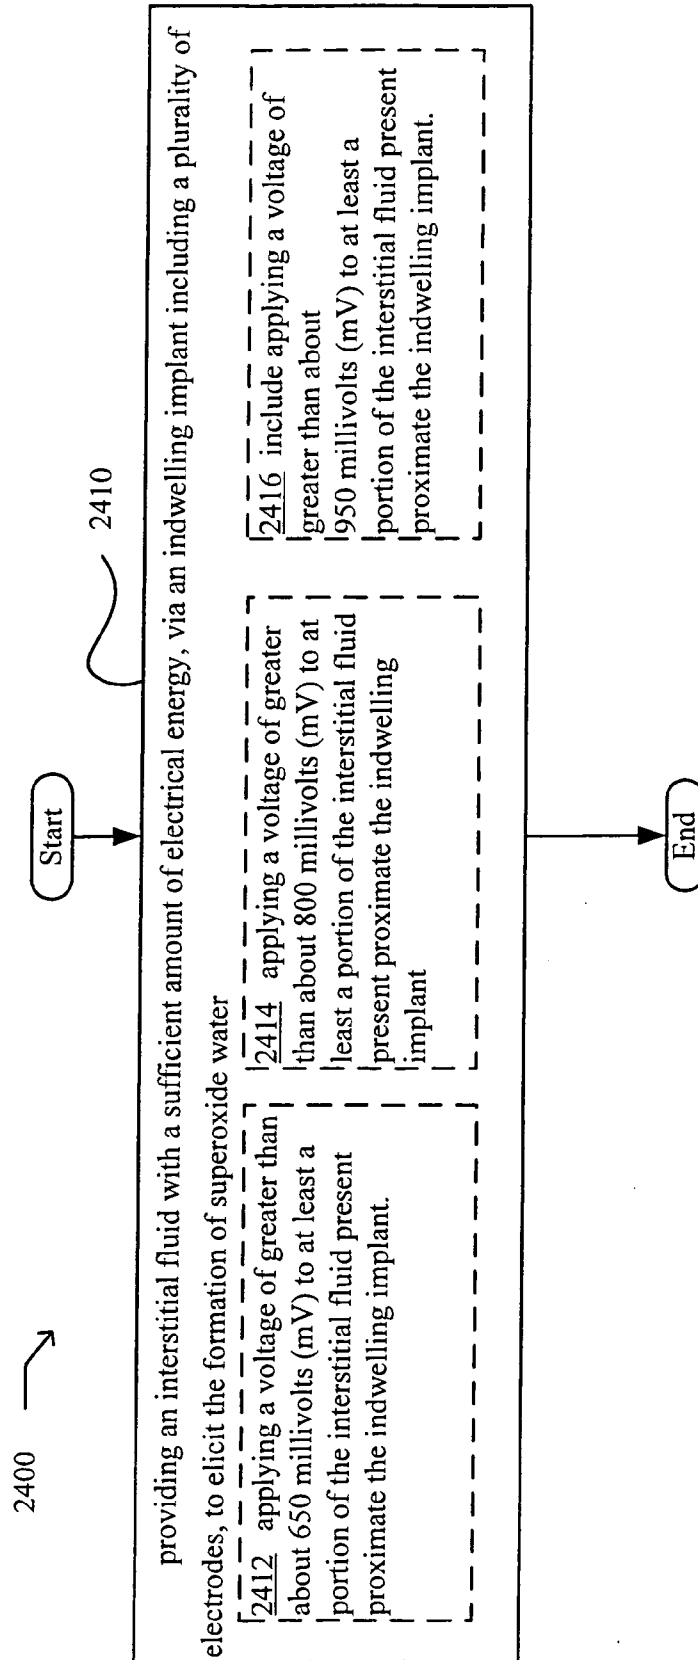 2400
Start
2410
providing an interstitial fluid with a sufficient amount of electrical energy, via an indwelling implant including a plurality of
electrodes, to elicit the formation of superoxide water
2412 applying a voltage of greater than
about 650 millivolts (mV) to at least a
portion of the interstitial fluid present
proximate the indwelling implant.
2414 applying a voltage of greater
than about 800 millivolts (mV) to at
least a portion of the interstitial fluid
present proximate the indwelling
implant
2416 include applying a voltage of
greater than about
950 millivolts (mV) to at least a
portion of the interstitial fluid present
proximate the indwelling implant.
End